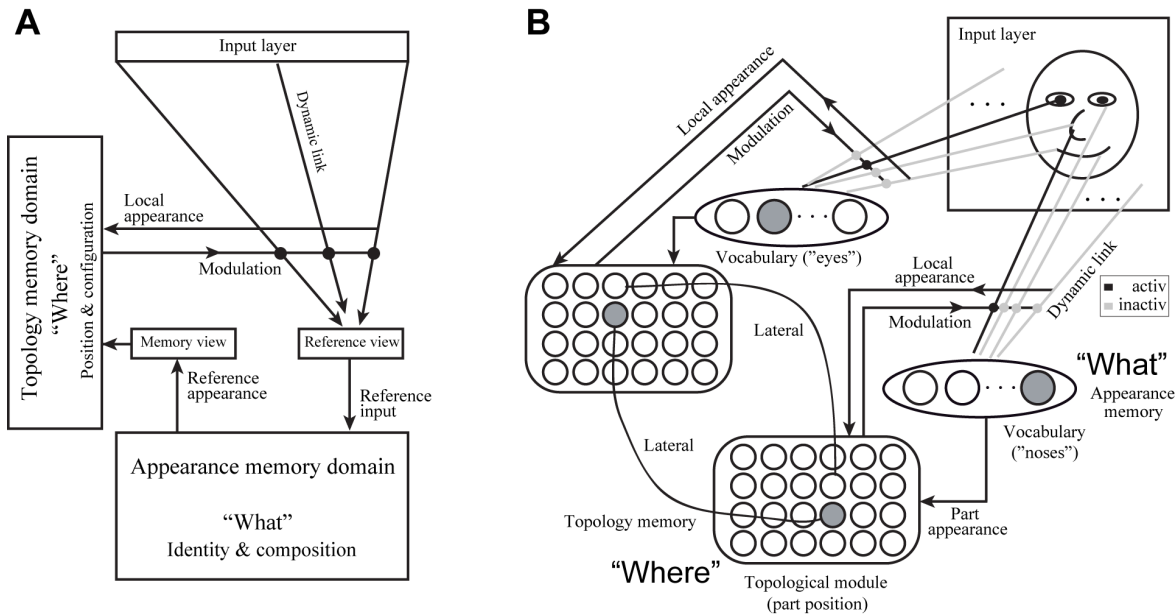 A
Input layer
Dynamic link
Topology memory domain
“Where”
Position & configuration
Local
appearance
Modulation
Memory view
Reference view
Reference
appearance
Reference
input
Appearance memory domain
“What”
Identity & composition
B
Input layer
Local appearance
Modulation
. . .
. . .
. . .
Vocabulary (”eyes”)
Local
appearance
Dynamic link
activ
inactiv
Modulation
Lateral
“What”
Appearance
memory
. . .
Vocabulary
(”noses”)
Lateral
Part
appearance
Topology memory
“Where”
Topological module
(part position)